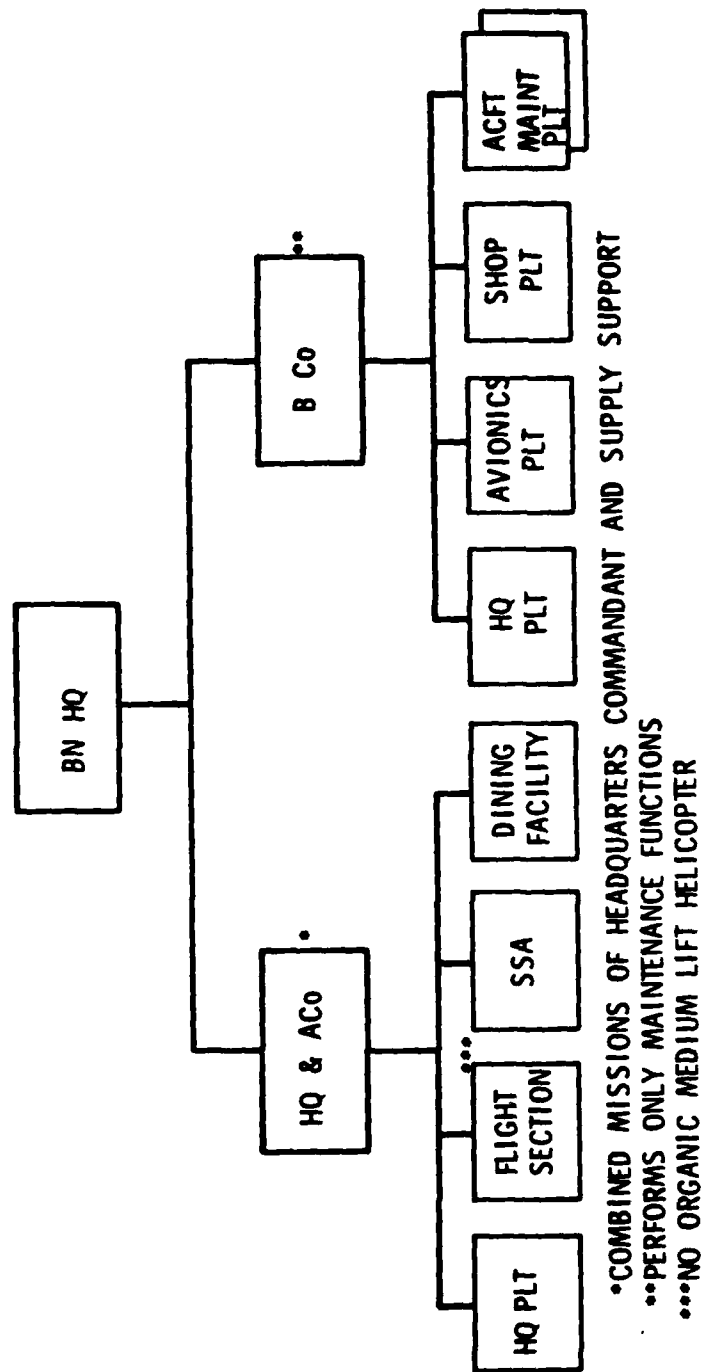 BN HQ
HQ & ACo
*
B Co
**
HQ PLT
FLIGHT
SECTION
***
SSA
DINING
FACILITY
HQ
PLT
AVIONICS
PLT
SHOP
PLT
ACFT
MAINT
PLT
*COMBINED MISSIONS OF HEADQUARTERS COMMANDANT AND SUPPLY SUPPORT
**PERFORMS ONLY MAINTENANCE FUNCTIONS
***NO ORGANIC MEDIUM LIFT HELICOPTER